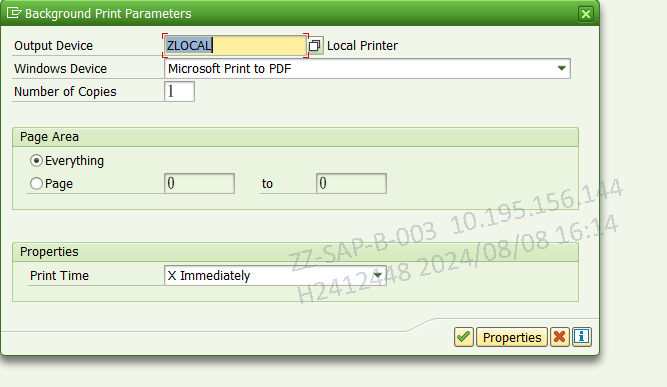 Background Print Parameters
Output Device ZLOCAL Local Printer
Windows Device Microsoft Print to PDF
Number of Copies 1
Page Area
Everything
Page 0 to 0
Properties
Print Time X Immediately
ZZ-SAP-B-003 10.195.156.144
H2412448 2024/08/08 16:14
Properties